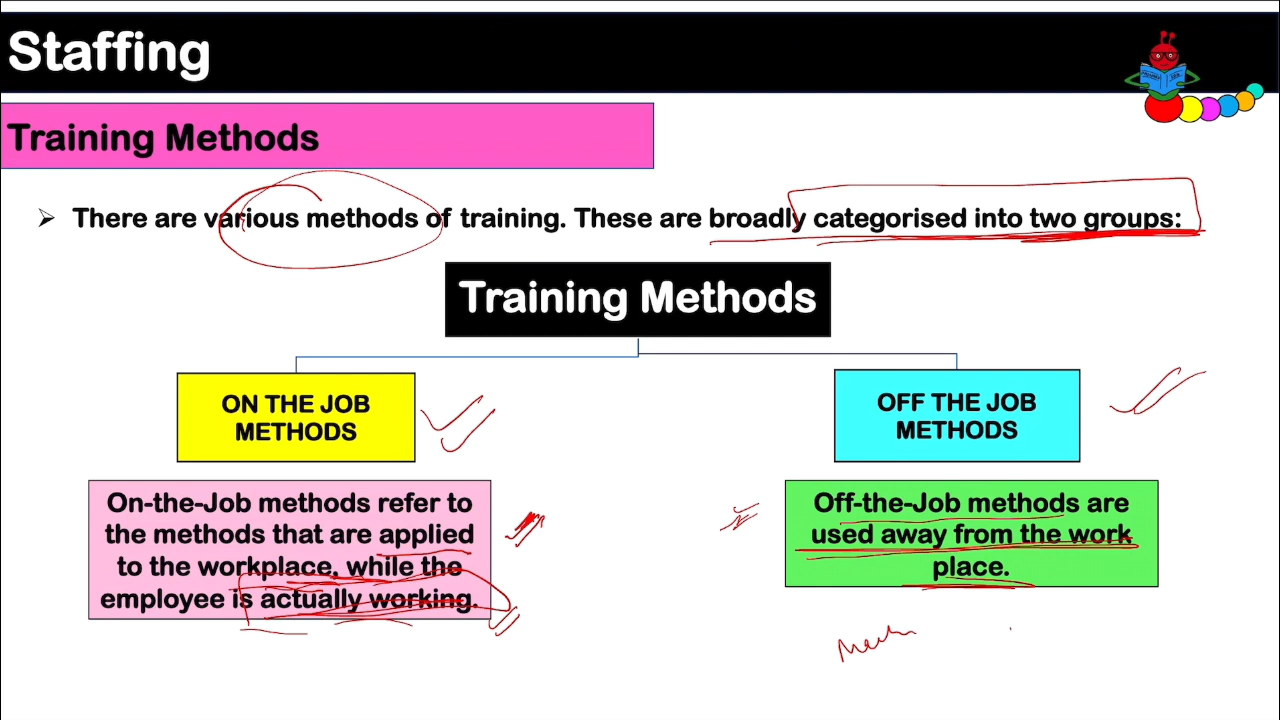 Staffing
Training Methods
➢ There are various methods of training. These are broadly categorised into two groups:
Training Methods
ON THE JOB
METHODS
OFF THE JOB
METHODS
On-the-Job methods refer to
the methods that are applied
to the workplace, while the
employee is actually working.
Off-the-Job methods are
used away from the work
place.